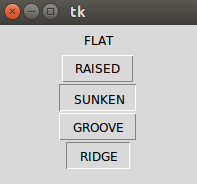 tk
FLAT
RAISED
SUNKEN
GROOVE
RIDGE